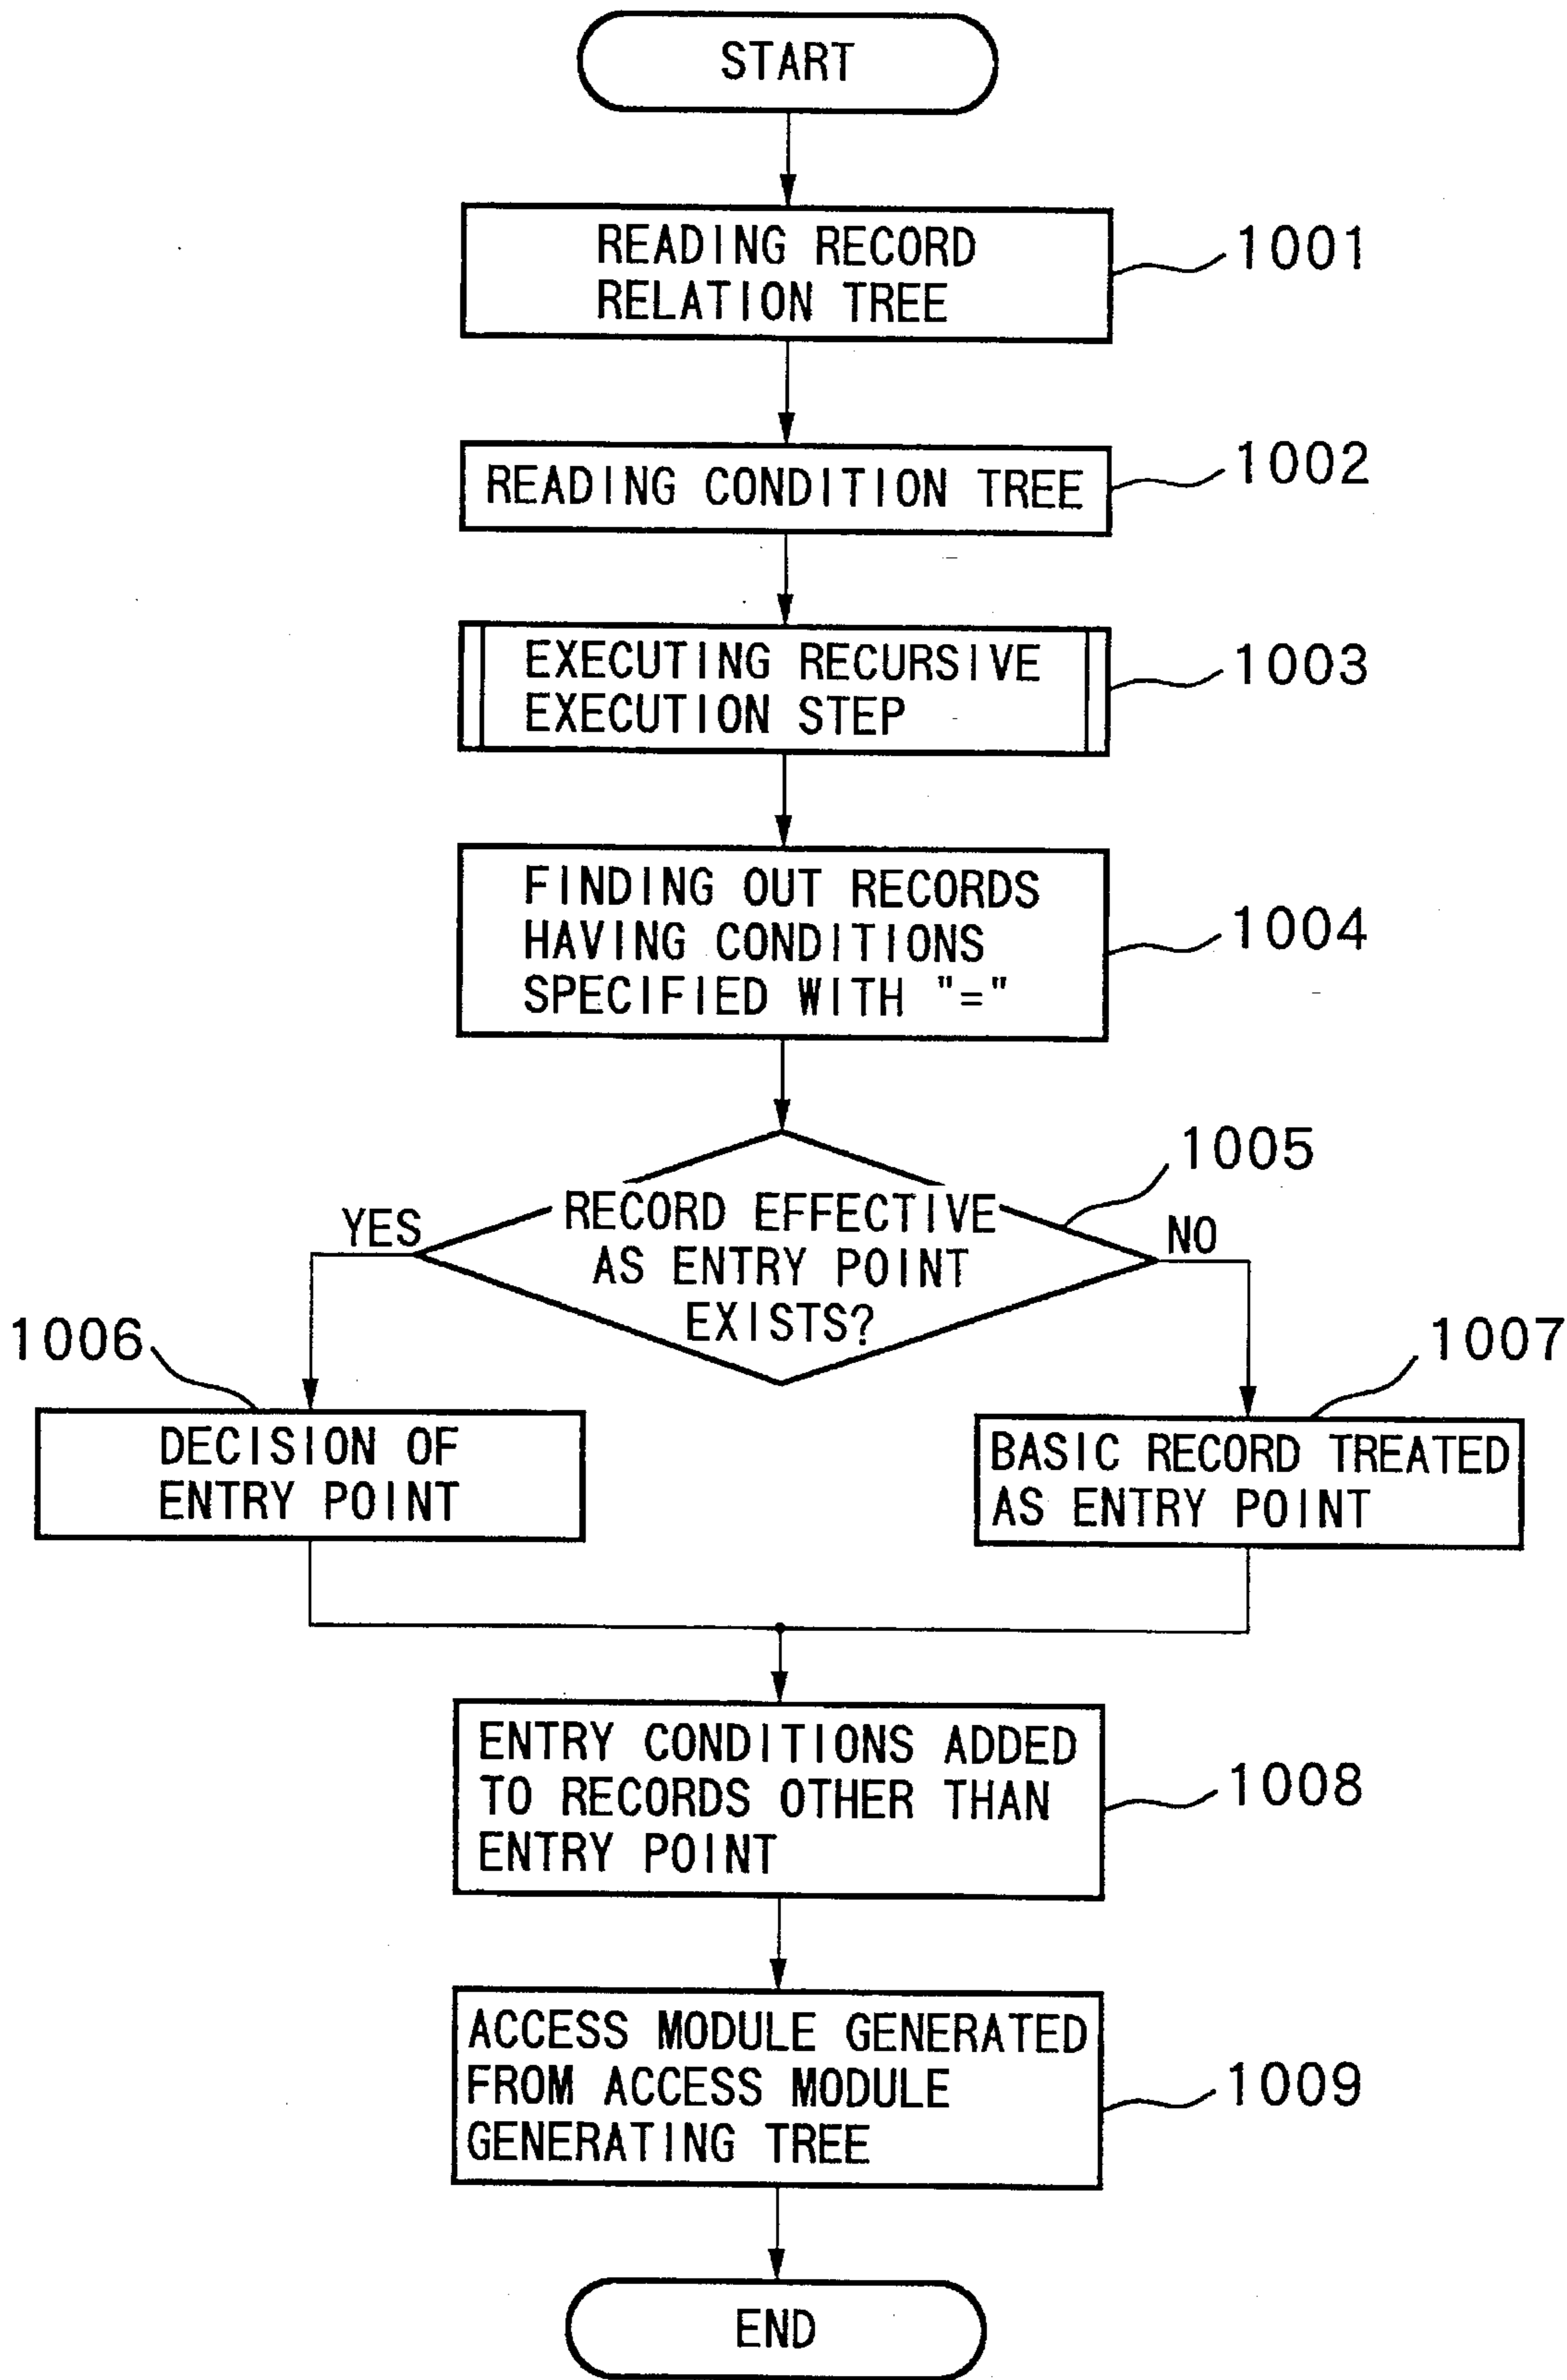 START
READING RECORD
RELATION TREE
1001
READING CONDITION TREE
1002
EXECUTING RECURSIVE
EXECUTION STEP
1003
FINDING OUT RECORDS
HAVING CONDITIONS
SPECIFIED WITH "="
1004
1005
RECORD EFFECTIVE
AS ENTRY POINT
EXISTS?
YES
NO
1006
DECISION OF
ENTRY POINT
1007
BASIC RECORD TREATED
AS ENTRY POINT
ENTRY CONDITIONS ADDED
TO RECORDS OTHER THAN
ENTRY POINT
1008
ACCESS MODULE GENERATED
FROM ACCESS MODULE
GENERATING TREE
1009
END